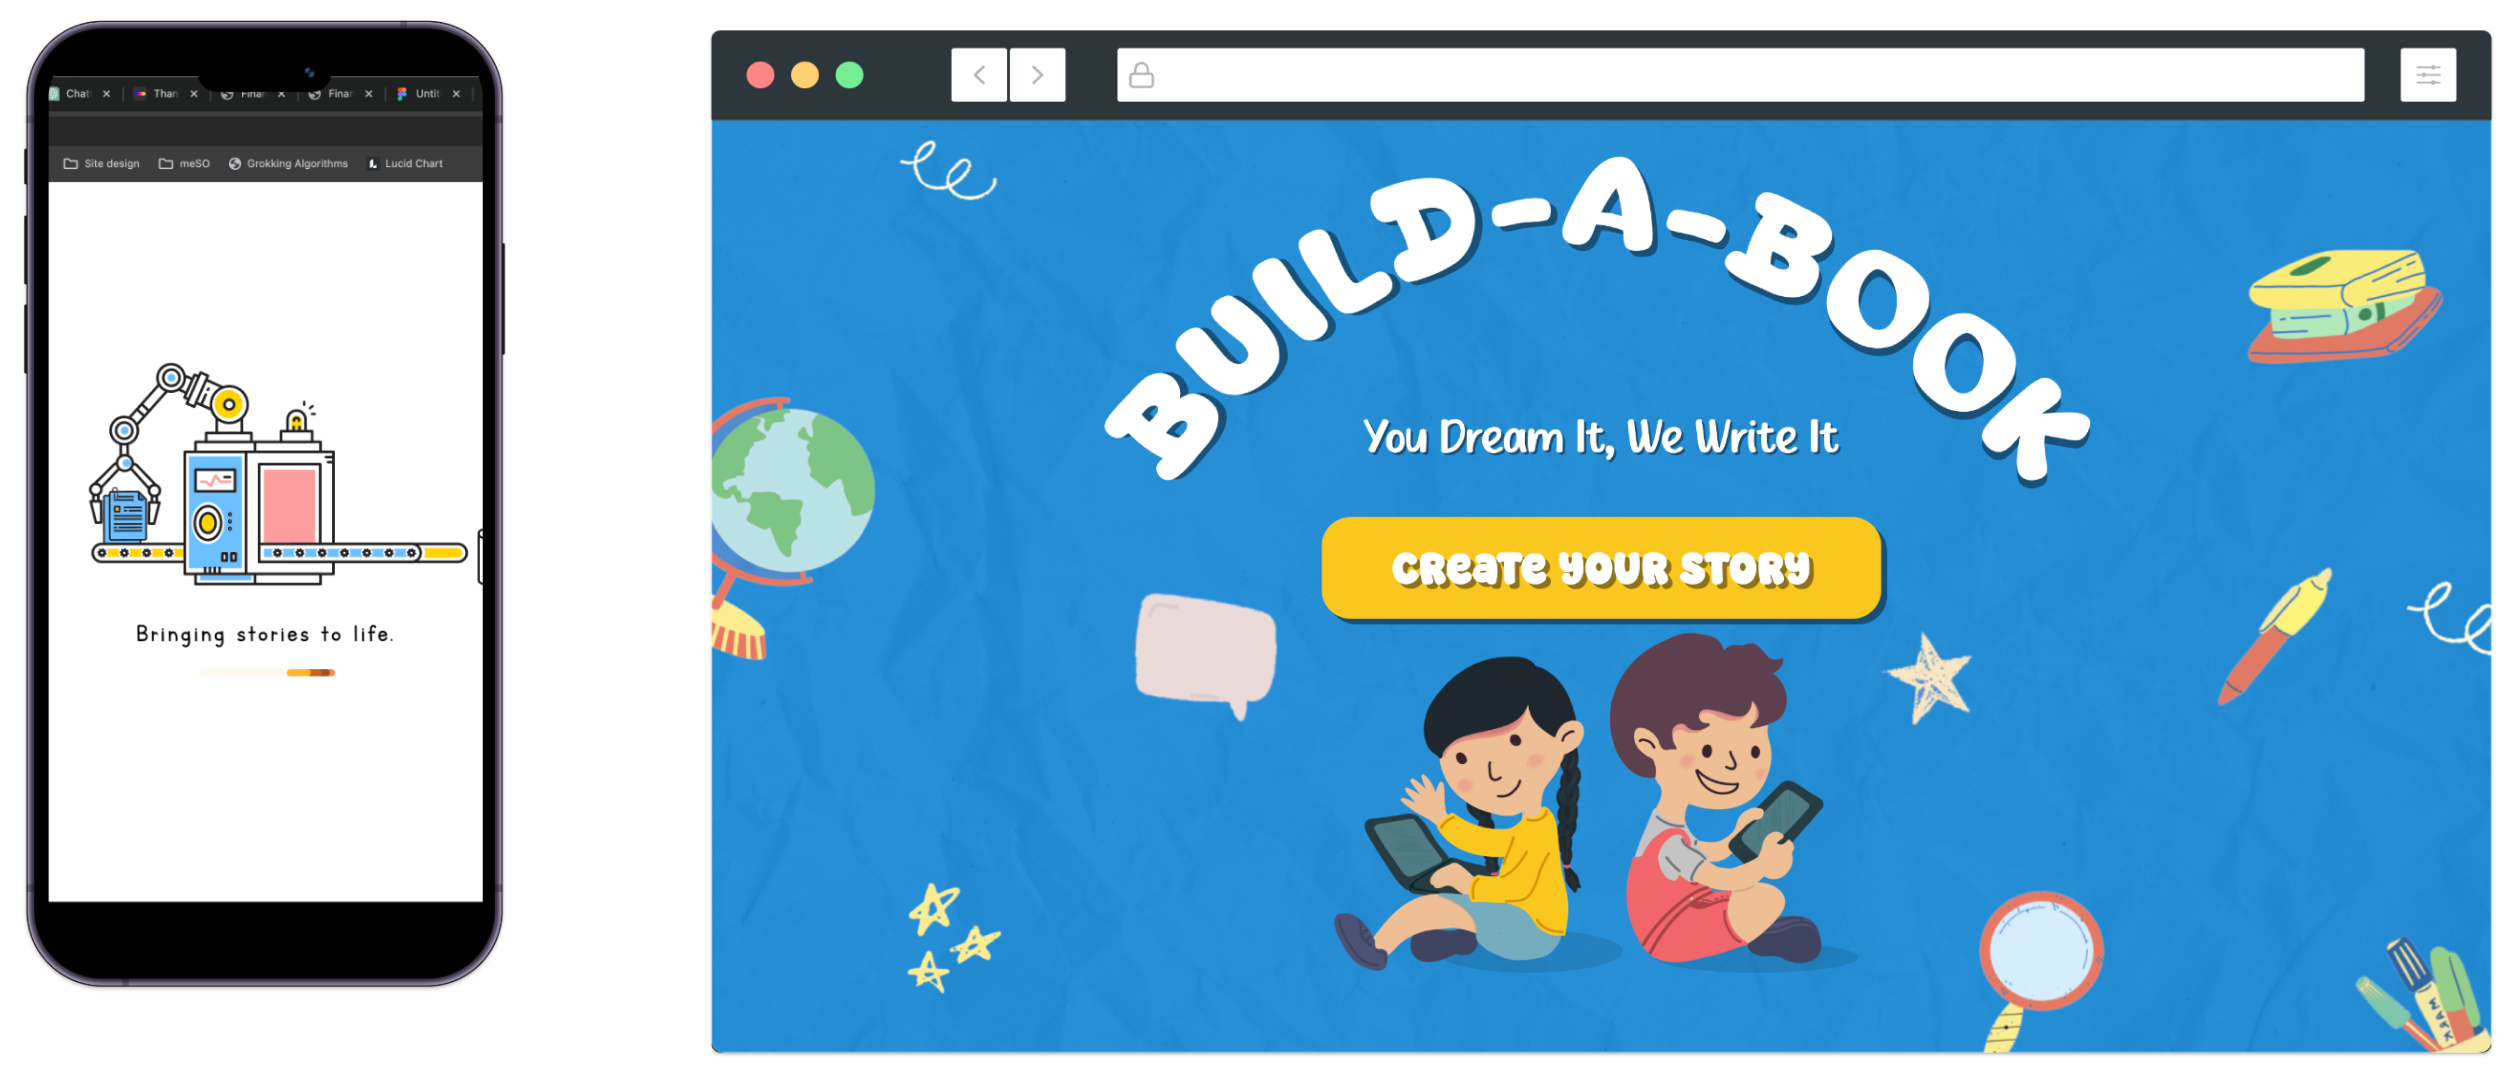 Chat Than Finar Finar Untit
Site design meSO Grokking Algorithms Lucid Chart
Bringing stories to life.
BUILD-A-BOOK
You Dream It, We Write It
CReaTe YOUR STORY